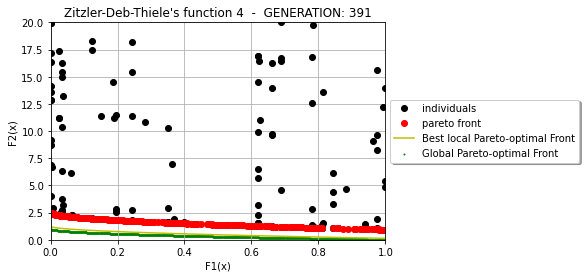 Zitzler-Deb-Thiele's function 4 - GENERATION: 391
20.0
17.5
15.0
12.5
10.0
7.5
5.0
2.5
0.0
F2(x)
0.0 0.2 0.4 0.6 0.8 1.0
F1(x)
individuals
pareto front
Best local Pareto-optimal Front
Global Pareto-optimal Front